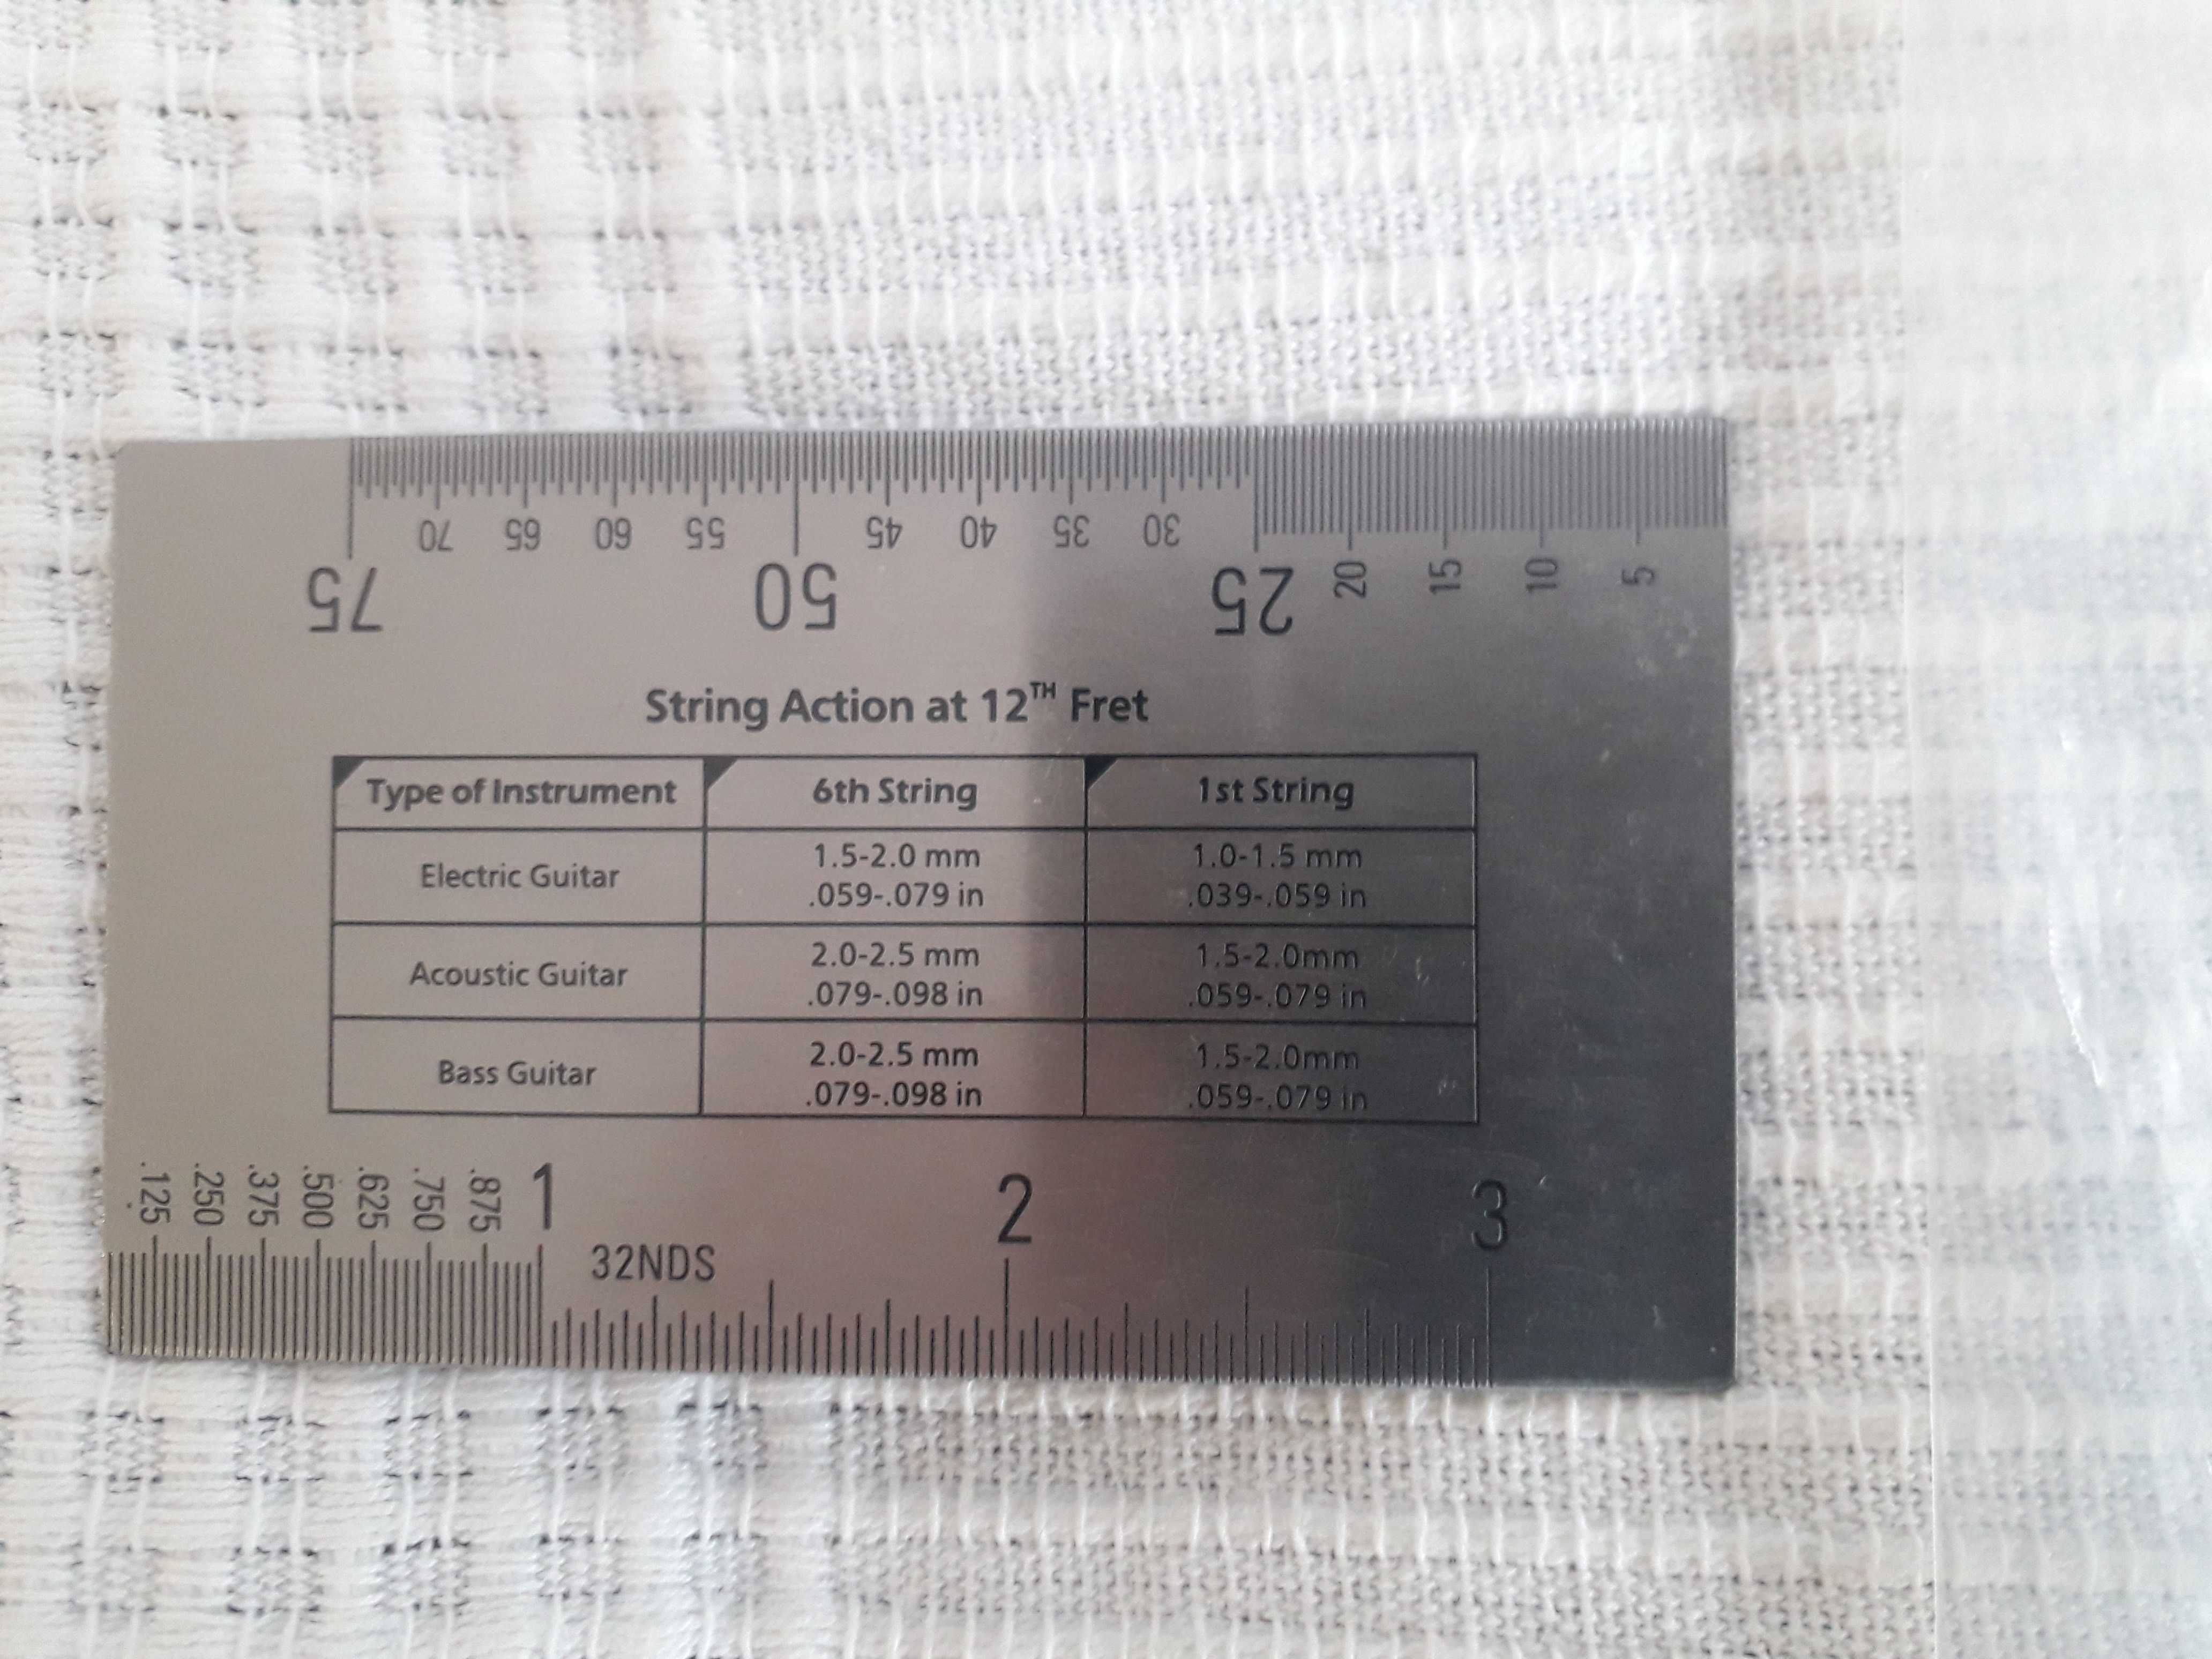 70 65 60 55 45 40 35 30 20 15 10 5
75 50 25
String Action at 12TH Fret
Type of Instrument 6th String 1st String
Electric Guitar 1.5-2.0 mm 1.0-1.5 mm
.059-.079 in .039-.059 in
Acoustic Guitar 2.0-2.5 mm 1.5-2.0mm
.079-.098 in .059-.079 in
Bass Guitar 2.0-2.5 mm 1.5-2.0mm
.079-.098 in .059-.079 in
.125 .250 .375 .500 .625 .750 .875 1 2 3
32NDS